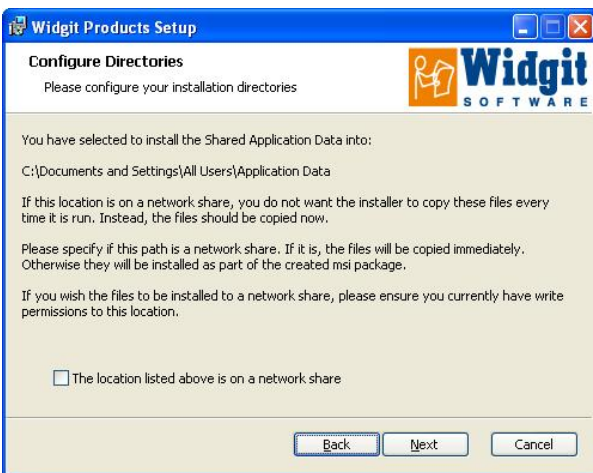 Widgit Products Setup
Configure Directories
Please configure your installation directories
Widgit
SOFTWARE
You have selected to install the Shared Application Data into:
C:\Documents and Settings\All Users\Application Data
If this location is on a network share, you do not want the installer to copy these files every
time it is run. Instead, the files should be copied now.
Please specify if this path is a network share. If it is, the files will be copied immediately.
Otherwise they will be installed as part of the created msi package.
If you wish the files to be installed to a network share, please ensure you currently have write
permissions to this location.
The location listed above is on a network share
Back Next Cancel